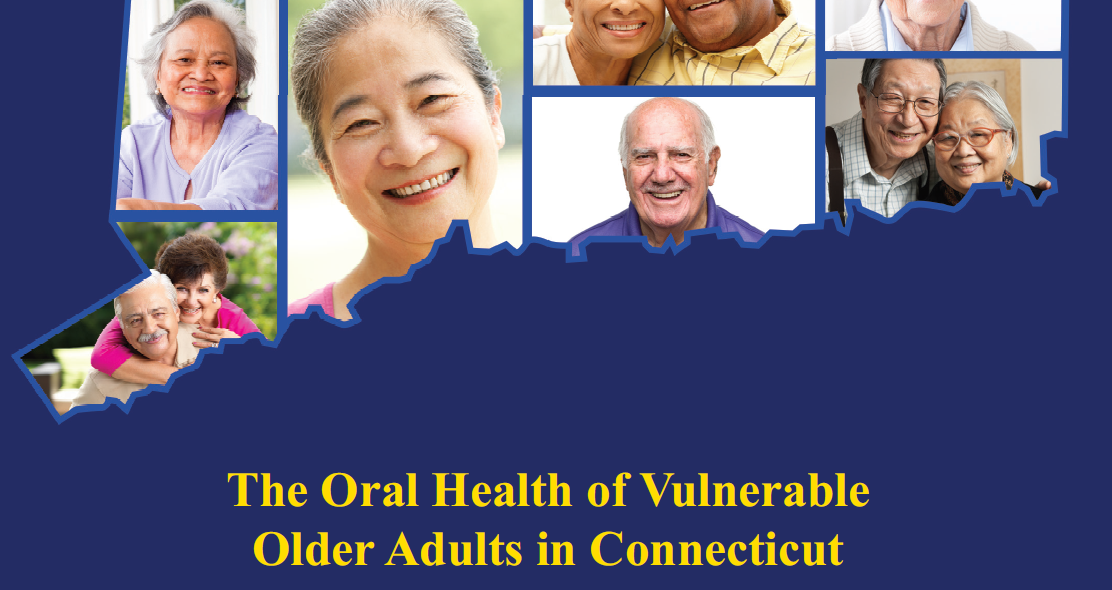 The Oral Health of Vulnerable
Older Adults in Connecticut